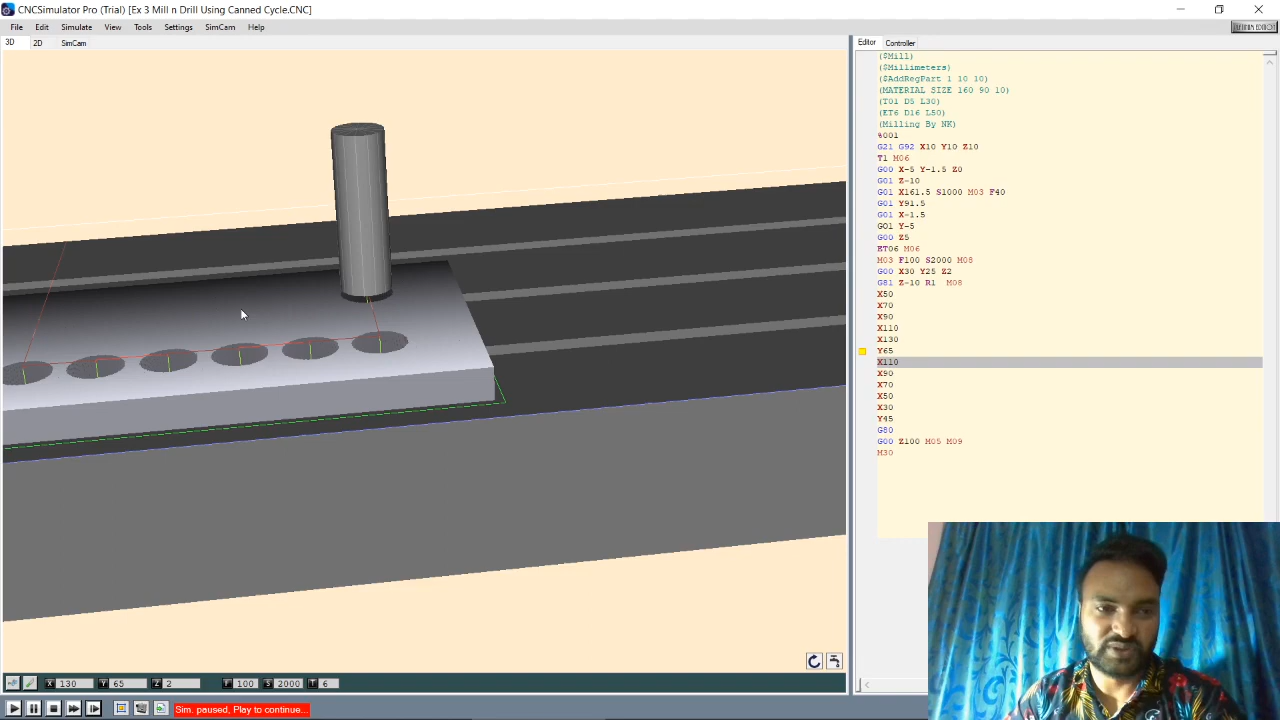 CNCSimulator Pro (Trial) [Ex 3 Mill n Drill Using Canned Cycle.CNC]
File Edit Simulate View Tools Settings SimCam Help
3D 2D SimCam
Editor Controller
($Mill)
($Millimeters)
($AddRegPart 1 10 10)
(MATERIAL SIZE 160 90 10)
(T01 D5 L30)
(ET6 D16 L50)
(Milling By NK)
%001
G21 G92 X10 Y10 Z10
T1 M06
G00 X-5 Y-1.5 Z0
G01 Z-10
G01 X161.5 S1000 M03 F40
G01 Y91.5
G01 X-1.5
GO1 Y-5
G00 Z5
ET06 M06
M03 F100 S2000 M08
G00 X30 Y25 Z2
G81 Z-10 R1 M08
X50
X70
X90
X110
X130
Y65
X110
X90
X70
X50
X30
Y45
G80
G00 Z100 M05 M09
M30
X 130 Y 65 Z 2 F 100 S 2000 T 6
Sim. paused, Play to continue...